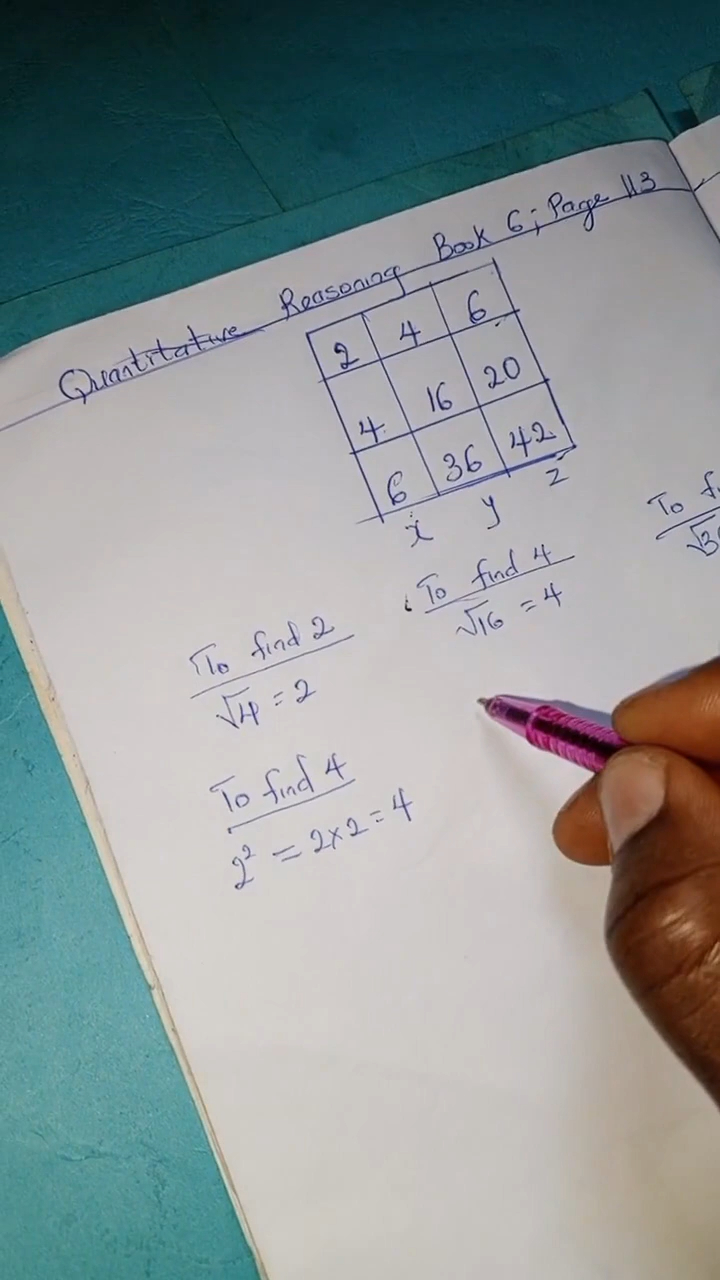 Quantitative Reasoning Book 6; Page 113
2 4 6
4 16 20
6 36 42
x y z
To find 2
√4 = 2
To find 4
2² = 2×2 = 4
To find 4
√16 = 4
To